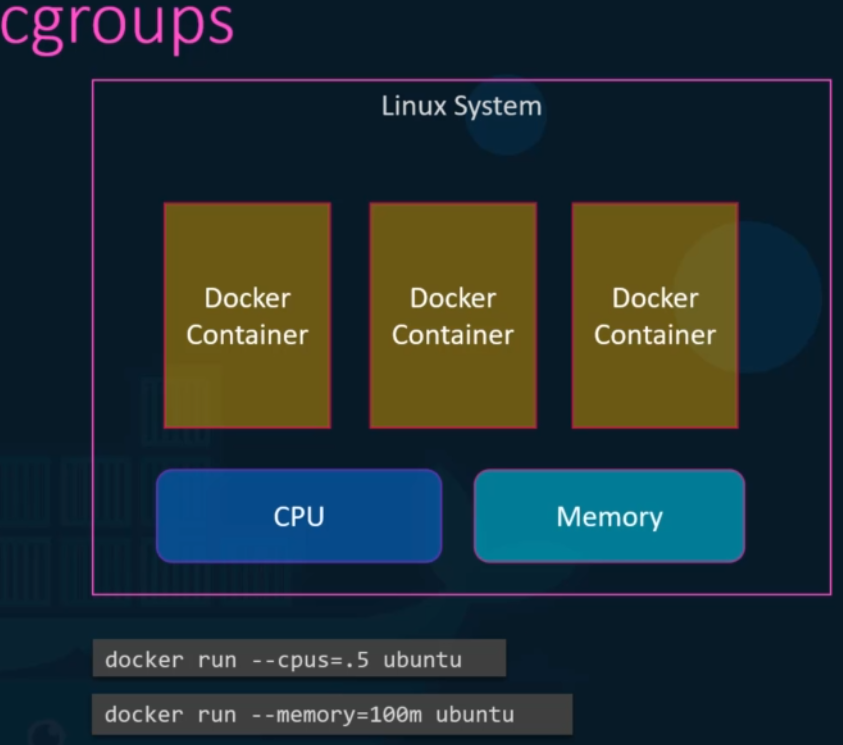 cgroups
Linux System
Docker
Container
Docker
Container
Docker
Container
CPU
Memory
docker run --cpus=.5 ubuntu
docker run --memory=100m ubuntu